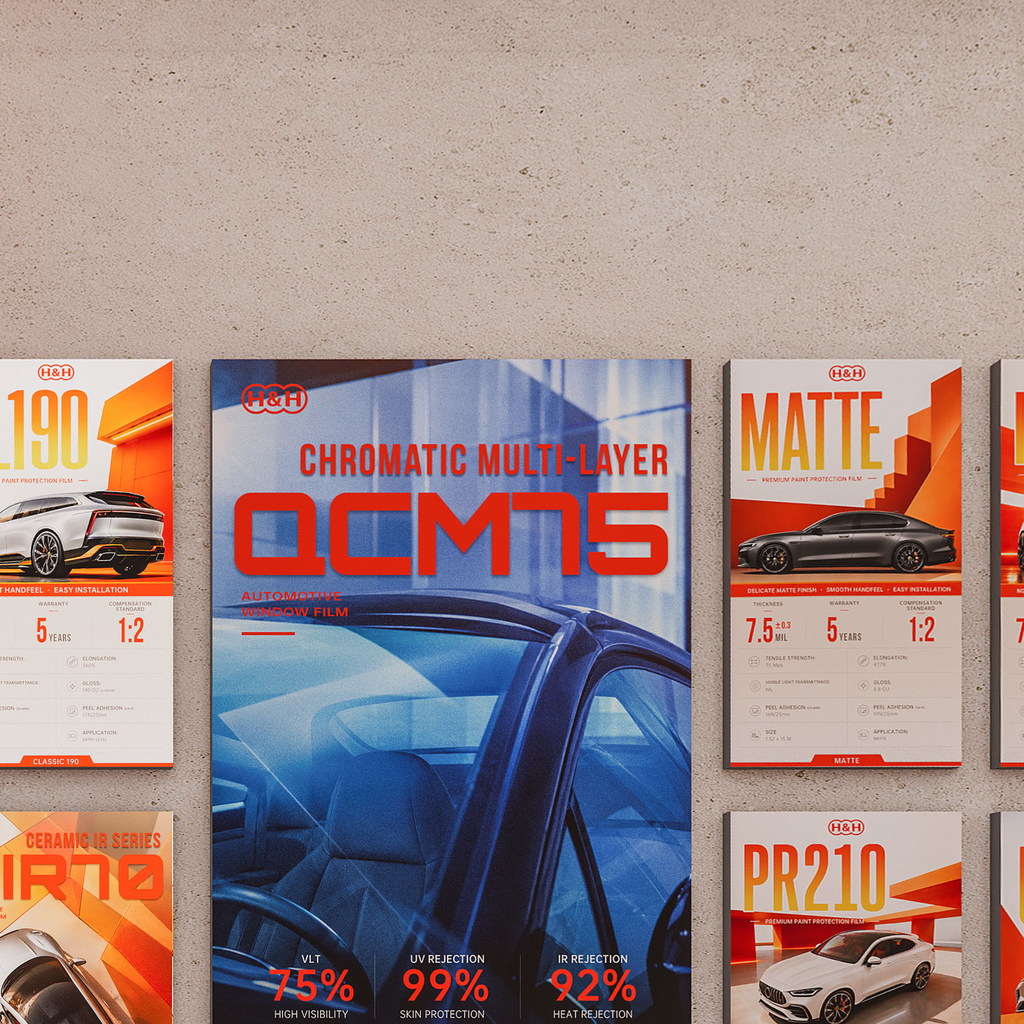 H&H
L190
PAINT PROTECTION FILM
T HANDFEEL - EASY INSTALLATION
WARRANTY
COMPENSATION
STANDARD
5 YEARS
1:2
ELONGATION:
GLOSS:
PEEL ADHESION
APPLICATION:
CLASSIC 190
CERAMIC IR SERIES
IR70
H&H
CHROMATIC MULTI-LAYER
QCM75
AUTOMOTIVE
WINDOW FILM
VLT
75%
HIGH VISIBILITY
UV REJECTION
99%
SKIN PROTECTION
IR REJECTION
92%
HEAT REJECTION
H&H
MATTE
PREMIUM PAINT PROTECTION FILM
DELICATE MATTE FINISH - SMOOTH HANDFEEL - EASY INSTALLATION
THICKNESS
WARRANTY
COMPENSATION
STANDARD
7.5 ±0.3 MIL
5 YEARS
1:2
TENSILE STRENGTH:
ELONGATION:
VISIBLE LIGHT TRANSMITTANCE:
GLOSS:
PEEL ADHESION
PEEL ADHESION
SIZE
APPLICATION:
MATTE
H&H
PR210
PREMIUM PAINT PROTECTION FILM